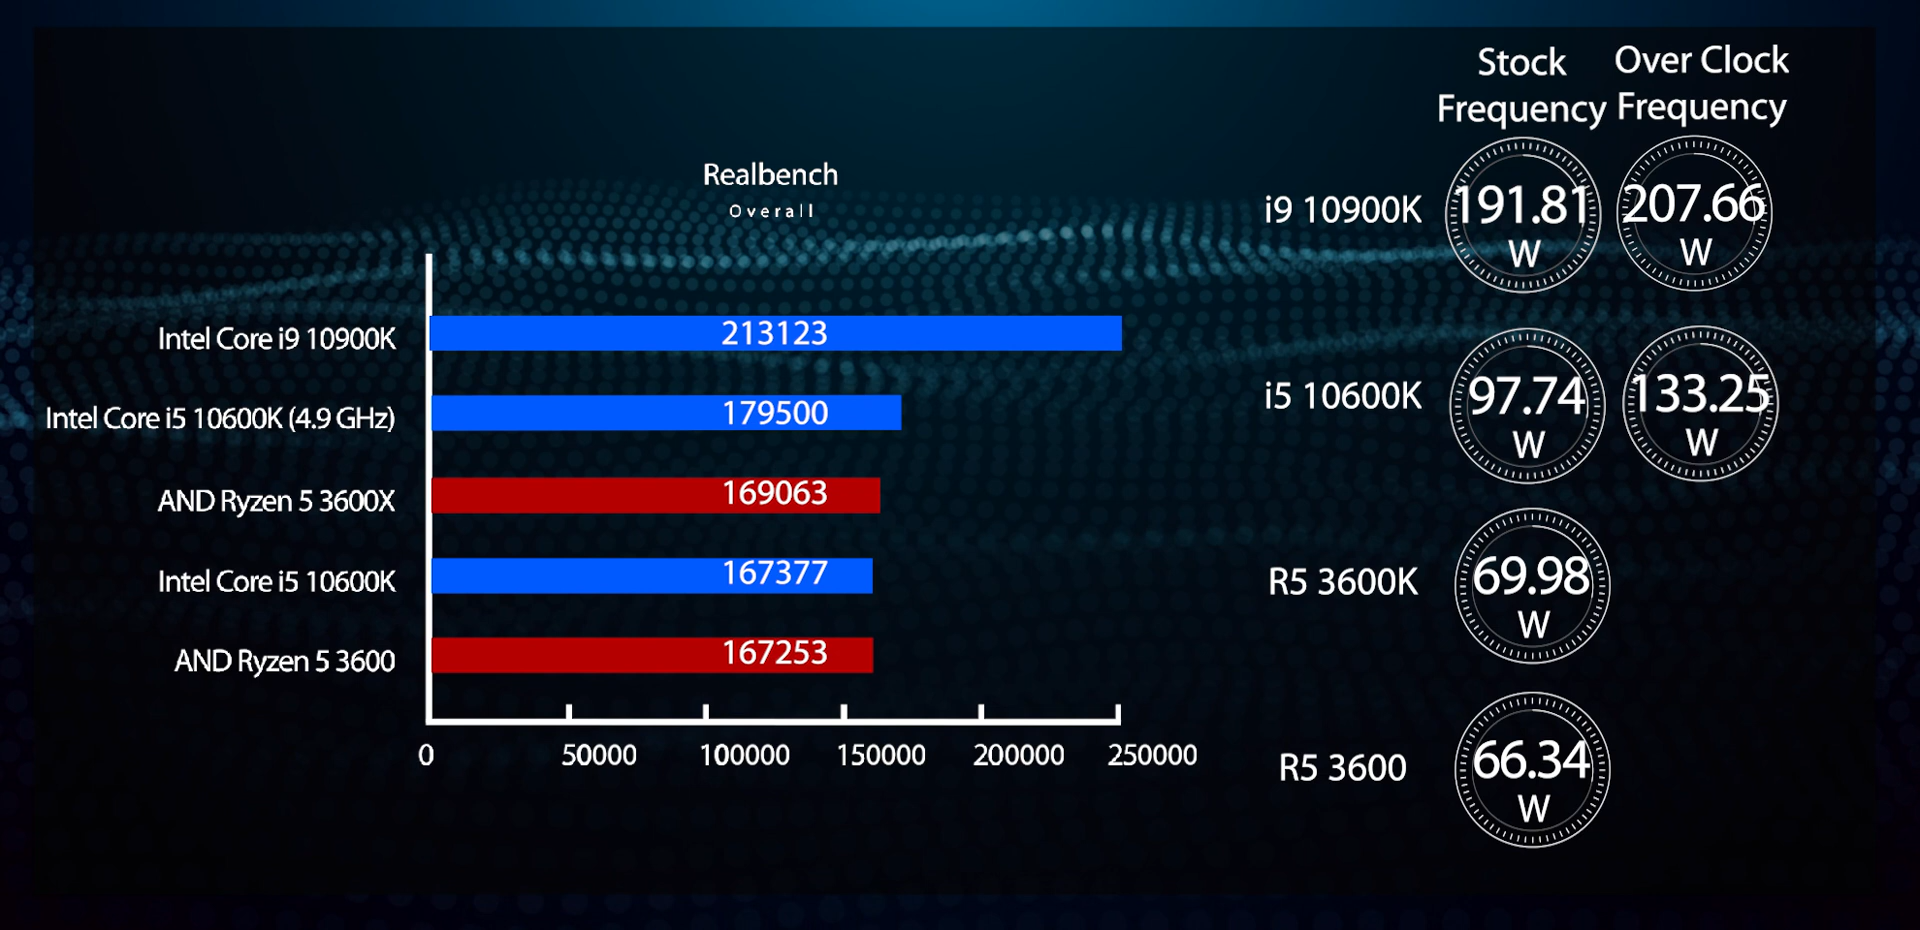 Realbench
Overall
Intel Core i9 10900K
213123
Intel Core i5 10600K (4.9 GHz)
179500
AND Ryzen 5 3600X
169063
Intel Core i5 10600K
167377
AND Ryzen 5 3600
167253
0 50000 100000 150000 200000 250000
Stock
Frequency
Over Clock
Frequency
i9 10900K
191.81
W
207.66
W
i5 10600K
97.74
W
133.25
W
R5 3600K
69.98
W
R5 3600
66.34
W